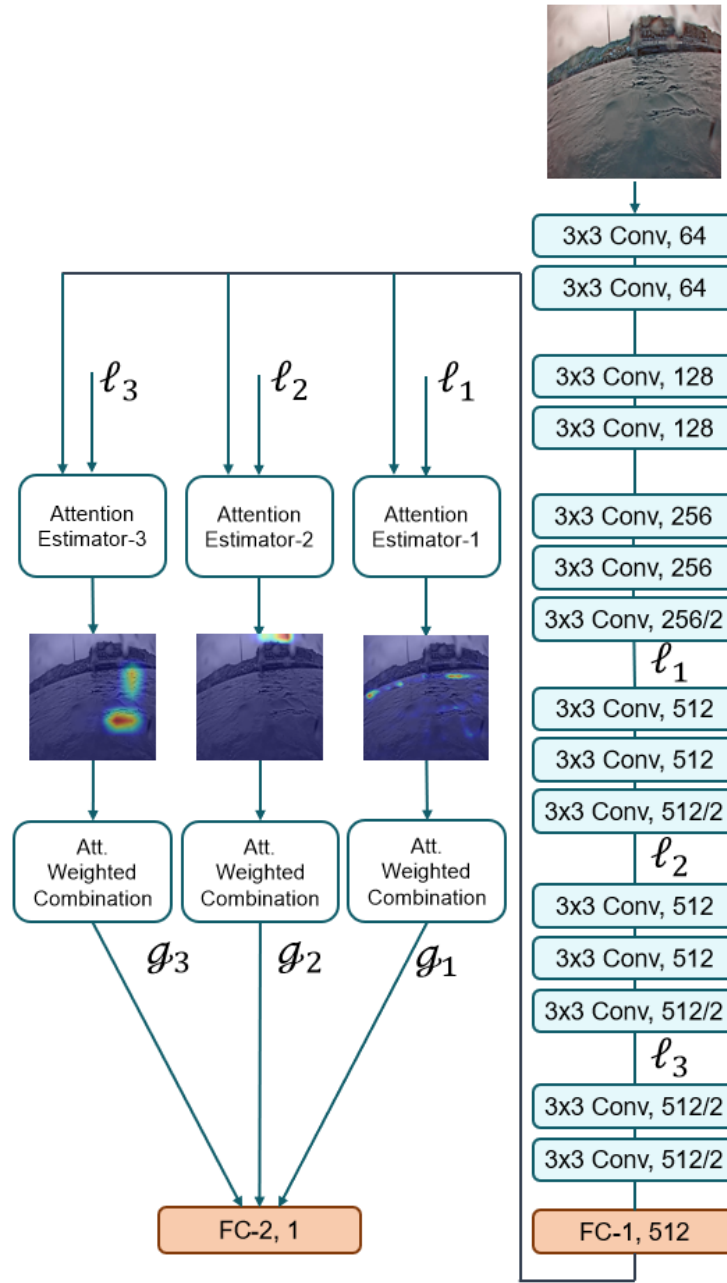 3x3 Conv, 64
3x3 Conv, 64
3x3 Conv, 128
3x3 Conv, 128
3x3 Conv, 256
3x3 Conv, 256
3x3 Conv, 256/2
ℓ₁
3x3 Conv, 512
3x3 Conv, 512
3x3 Conv, 512/2
ℓ₂
3x3 Conv, 512
3x3 Conv, 512
3x3 Conv, 512/2
ℓ₃
3x3 Conv, 512/2
3x3 Conv, 512/2
FC-1, 512
ℓ₃
ℓ₂
ℓ₁
Attention
Estimator-3
Attention
Estimator-2
Attention
Estimator-1
Att.
Weighted
Combination
Att.
Weighted
Combination
Att.
Weighted
Combination
g₃
g₂
g₁
FC-2, 1